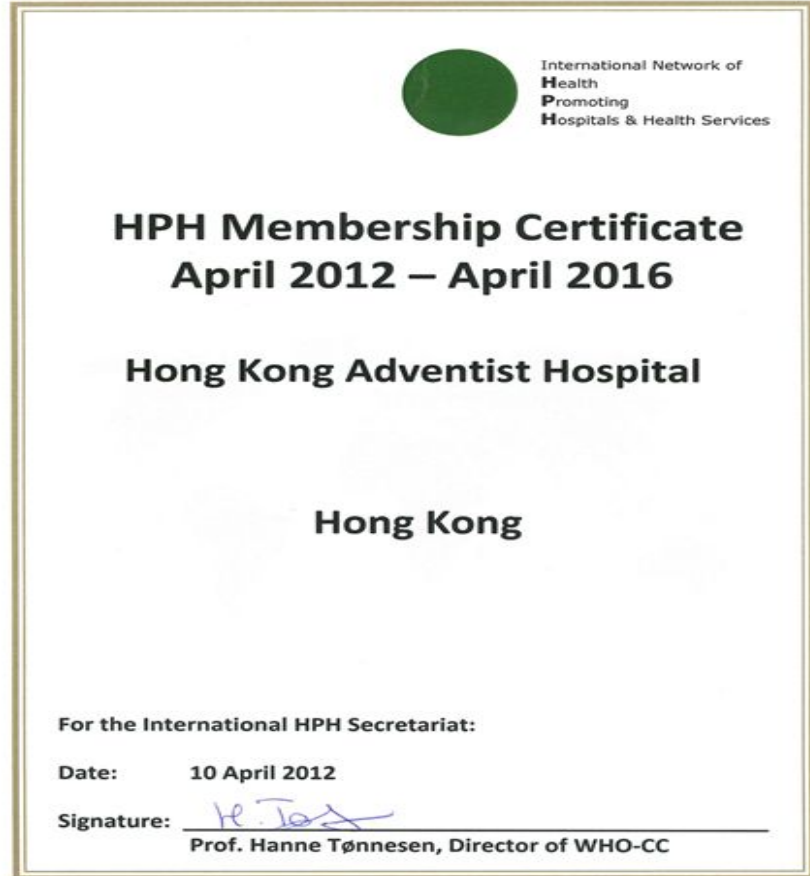 International Network of
Health
Promoting
Hospitals & Health Services
HPH Membership Certificate
April 2012 – April 2016
Hong Kong Adventist Hospital
Hong Kong
For the International HPH Secretariat:
Date: 10 April 2012
Signature:
Prof. Hanne Tønnesen, Director of WHO-CC